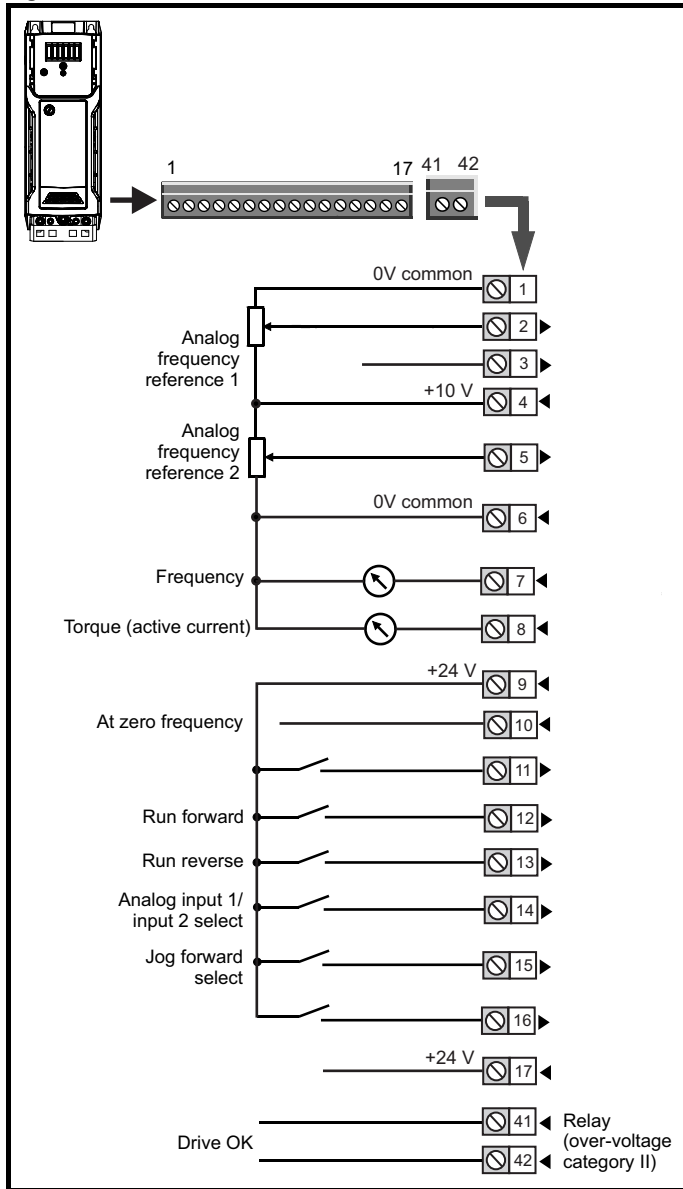 1 17 41 42
0V common 1
2
Analog
frequency
reference 1
3
+10 V 4
Analog
frequency
reference 2
5
0V common 6
Frequency 7
Torque (active current) 8
+24 V 9
At zero frequency 10
11
Run forward 12
Run reverse 13
Analog input 1/
input 2 select
14
Jog forward
select
15
16
+24 V 17
41
Drive OK
42
Relay
(over-voltage
category II)